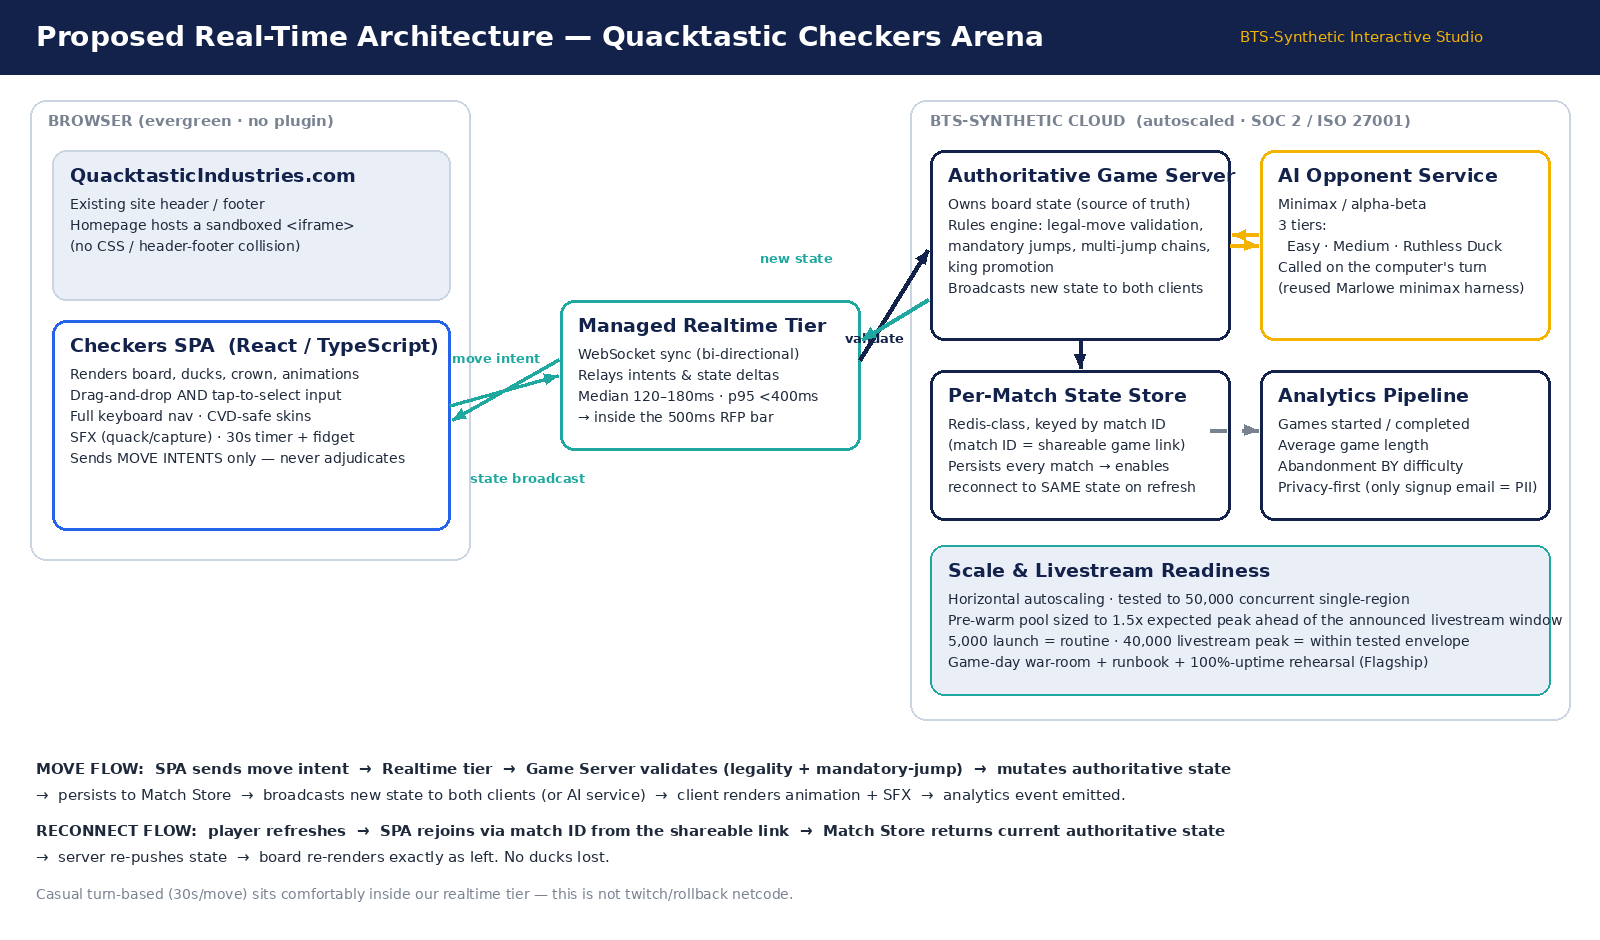 Proposed Real-Time Architecture — Quacktastic Checkers Arena
BTS-Synthetic Interactive Studio
BROWSER (evergreen · no plugin)
QuacktasticIndustries.com
Existing site header / footer
Homepage hosts a sandboxed <iframe>
(no CSS / header-footer collision)
Checkers SPA  (React / TypeScript)
Renders board, ducks, crown, animations
Drag-and-drop AND tap-to-select input
Full keyboard nav · CVD-safe skins
SFX (quack/capture) · 30s timer + fidget
Sends MOVE INTENTS only — never adjudicates
move intent
state broadcast
Managed Realtime Tier
WebSocket sync (bi-directional)
Relays intents & state deltas
Median 120–180ms · p95 <400ms
→ inside the 500ms RFP bar
new state
validate
BTS-SYNTHETIC CLOUD  (autoscaled · SOC 2 / ISO 27001)
Authoritative Game Server
Owns board state (source of truth)
Rules engine: legal-move validation,
mandatory jumps, multi-jump chains,
king promotion
Broadcasts new state to both clients
AI Opponent Service
Minimax / alpha-beta
3 tiers:
Easy · Medium · Ruthless Duck
Called on the computer's turn
(reused Marlowe minimax harness)
Per-Match State Store
Redis-class, keyed by match ID
(match ID = shareable game link)
Persists every match → enables
reconnect to SAME state on refresh
Analytics Pipeline
Games started / completed
Average game length
Abandonment BY difficulty
Privacy-first (only signup email = PII)
Scale & Livestream Readiness
Horizontal autoscaling · tested to 50,000 concurrent single-region
Pre-warm pool sized to 1.5x expected peak ahead of the announced livestream window
5,000 launch = routine · 40,000 livestream peak = within tested envelope
Game-day war-room + runbook + 100%-uptime rehearsal (Flagship)
MOVE FLOW:  SPA sends move intent  →  Realtime tier  →  Game Server validates (legality + mandatory-jump)  →  mutates authoritative state
→  persists to Match Store  →  broadcasts new state to both clients (or AI service)  →  client renders animation + SFX  →  analytics event emitted.
RECONNECT FLOW:  player refreshes  →  SPA rejoins via match ID from the shareable link  →  Match Store returns current authoritative state
→  server re-pushes state  →  board re-renders exactly as left. No ducks lost.
Casual turn-based (30s/move) sits comfortably inside our realtime tier — this is not twitch/rollback netcode.